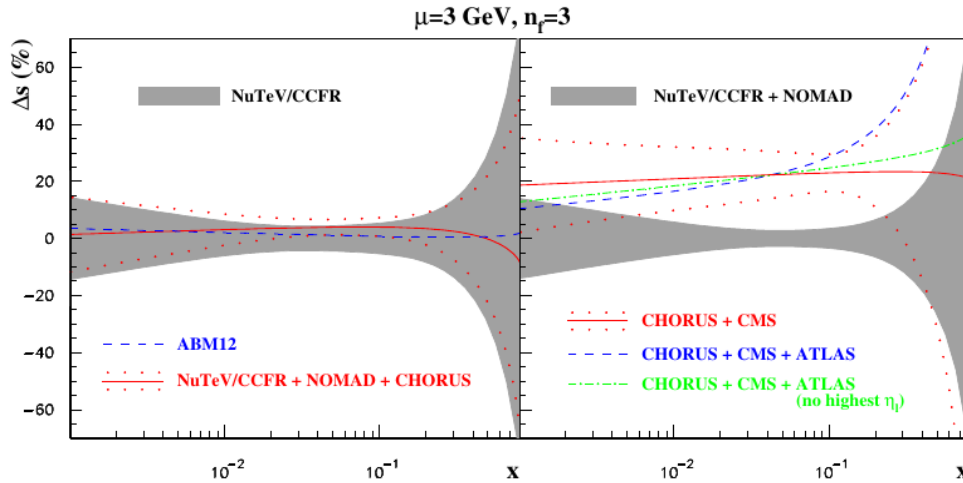 μ=3 GeV, n_f=3
Δs (%)
60
40
20
0
−20
−40
−60
NuTeV/CCFR
ABM12
NuTeV/CCFR + NOMAD + CHORUS
10⁻²
10⁻¹
x
NuTeV/CCFR + NOMAD
CHORUS + CMS
CHORUS + CMS + ATLAS
CHORUS + CMS + ATLAS
(no highest η_l)
10⁻²
10⁻¹
x